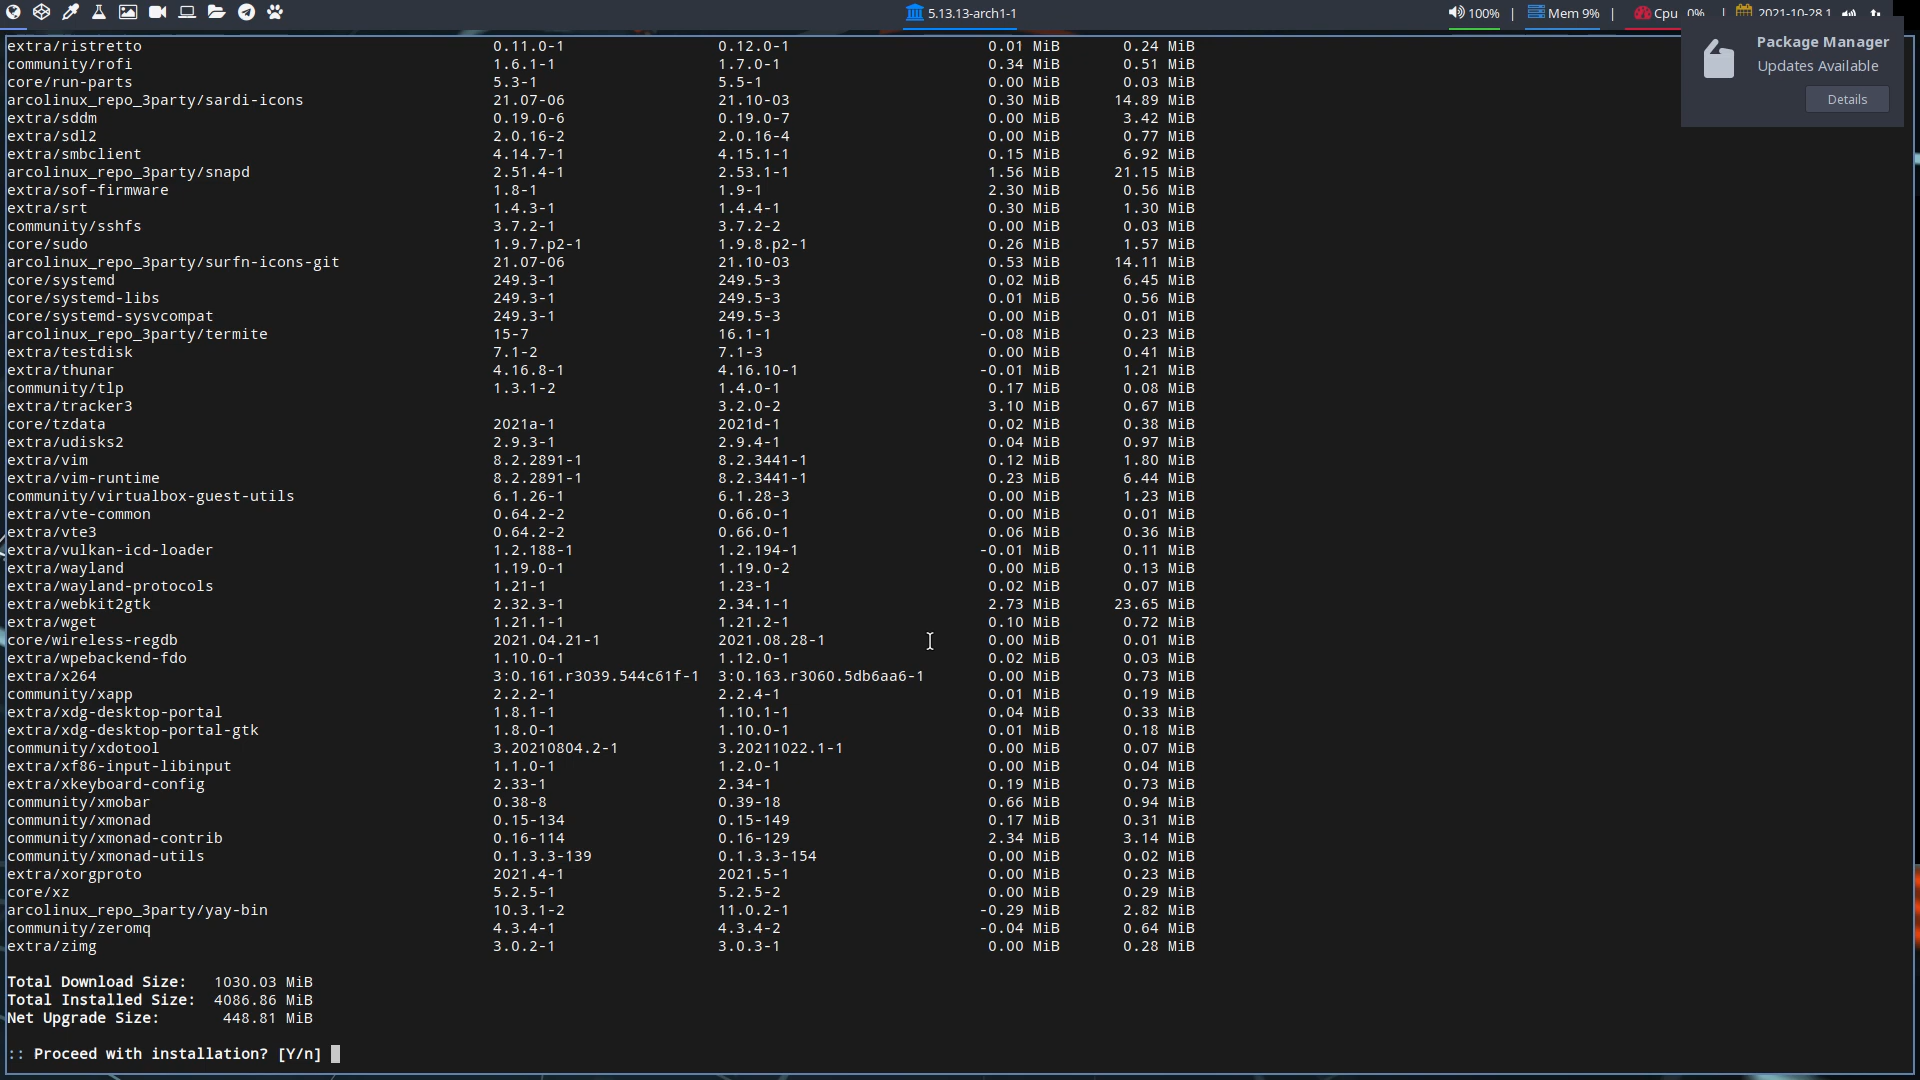 5.13.13-arch1-1 100% | Mem 9% | Cpu 0% | 2021-10-28 1
Package Manager
Updates Available
Details
extra/ristretto 0.11.0-1 0.12.0-1 0.01 MiB 0.24 MiB
community/rofi 1.6.1-1 1.7.0-1 0.34 MiB 0.51 MiB
core/run-parts 5.3-1 5.5-1 0.00 MiB 0.03 MiB
arcolinux_repo_3party/sardi-icons 21.07-06 21.10-03 0.30 MiB 14.89 MiB
extra/sddm 0.19.0-6 0.19.0-7 0.00 MiB 3.42 MiB
extra/sdl2 2.0.16-2 2.0.16-4 0.00 MiB 0.77 MiB
extra/smbclient 4.14.7-1 4.15.1-1 0.15 MiB 6.92 MiB
arcolinux_repo_3party/snapd 2.51.4-1 2.53.1-1 1.56 MiB 21.15 MiB
extra/sof-firmware 1.8-1 1.9-1 2.30 MiB 0.56 MiB
extra/srt 1.4.3-1 1.4.4-1 0.30 MiB 1.30 MiB
community/sshfs 3.7.2-1 3.7.2-2 0.00 MiB 0.03 MiB
core/sudo 1.9.7.p2-1 1.9.8.p2-1 0.26 MiB 1.57 MiB
arcolinux_repo_3party/surfn-icons-git 21.07-06 21.10-03 0.53 MiB 14.11 MiB
core/systemd 249.3-1 249.5-3 0.02 MiB 6.45 MiB
core/systemd-libs 249.3-1 249.5-3 0.01 MiB 0.56 MiB
core/systemd-sysvcompat 249.3-1 249.5-3 0.00 MiB 0.01 MiB
arcolinux_repo_3party/termite 15-7 16.1-1 -0.08 MiB 0.23 MiB
extra/testdisk 7.1-2 7.1-3 0.00 MiB 0.41 MiB
extra/thunar 4.16.8-1 4.16.10-1 -0.01 MiB 1.21 MiB
community/tlp 1.3.1-2 1.4.0-1 0.17 MiB 0.08 MiB
extra/tracker3 3.2.0-2 3.10 MiB 0.67 MiB
core/tzdata 2021a-1 2021d-1 0.02 MiB 0.38 MiB
extra/udisks2 2.9.3-1 2.9.4-1 0.04 MiB 0.97 MiB
extra/vim 8.2.2891-1 8.2.3441-1 0.12 MiB 1.80 MiB
extra/vim-runtime 8.2.2891-1 8.2.3441-1 0.23 MiB 6.44 MiB
community/virtualbox-guest-utils 6.1.26-1 6.1.28-3 0.00 MiB 1.23 MiB
extra/vte-common 0.64.2-2 0.66.0-1 0.00 MiB 0.01 MiB
extra/vte3 0.64.2-2 0.66.0-1 0.06 MiB 0.36 MiB
extra/vulkan-icd-loader 1.2.188-1 1.2.194-1 -0.01 MiB 0.11 MiB
extra/wayland 1.19.0-1 1.19.0-2 0.00 MiB 0.13 MiB
extra/wayland-protocols 1.21-1 1.23-1 0.02 MiB 0.07 MiB
extra/webkit2gtk 2.32.3-1 2.34.1-1 2.73 MiB 23.65 MiB
extra/wget 1.21.1-1 1.21.2-1 0.10 MiB 0.72 MiB
core/wireless-regdb 2021.04.21-1 2021.08.28-1 0.00 MiB 0.01 MiB
extra/wpebackend-fdo 1.10.0-1 1.12.0-1 0.02 MiB 0.03 MiB
extra/x264 3:0.161.r3039.544c61f-1 3:0.163.r3060.5db6aa6-1 0.00 MiB 0.73 MiB
community/xapp 2.2.2-1 2.2.4-1 0.01 MiB 0.19 MiB
extra/xdg-desktop-portal 1.8.1-1 1.10.1-1 0.04 MiB 0.33 MiB
extra/xdg-desktop-portal-gtk 1.8.0-1 1.10.0-1 0.01 MiB 0.18 MiB
community/xdotool 3.20210804.2-1 3.20211022.1-1 0.00 MiB 0.07 MiB
extra/xf86-input-libinput 1.1.0-1 1.2.0-1 0.00 MiB 0.04 MiB
extra/xkeyboard-config 2.33-1 2.34-1 0.19 MiB 0.73 MiB
community/xmobar 0.38-8 0.39-18 0.66 MiB 0.94 MiB
community/xmonad 0.15-134 0.15-149 0.17 MiB 0.31 MiB
community/xmonad-contrib 0.16-114 0.16-129 2.34 MiB 3.14 MiB
community/xmonad-utils 0.1.3.3-139 0.1.3.3-154 0.00 MiB 0.02 MiB
extra/xorgproto 2021.4-1 2021.5-1 0.00 MiB 0.23 MiB
core/xz 5.2.5-1 5.2.5-2 0.00 MiB 0.29 MiB
arcolinux_repo_3party/yay-bin 10.3.1-2 11.0.2-1 -0.29 MiB 2.82 MiB
community/zeromq 4.3.4-1 4.3.4-2 -0.04 MiB 0.64 MiB
extra/zimg 3.0.2-1 3.0.3-1 0.00 MiB 0.28 MiB
Total Download Size: 1030.03 MiB
Total Installed Size: 4086.86 MiB
Net Upgrade Size: 448.81 MiB
:: Proceed with installation? [Y/n]